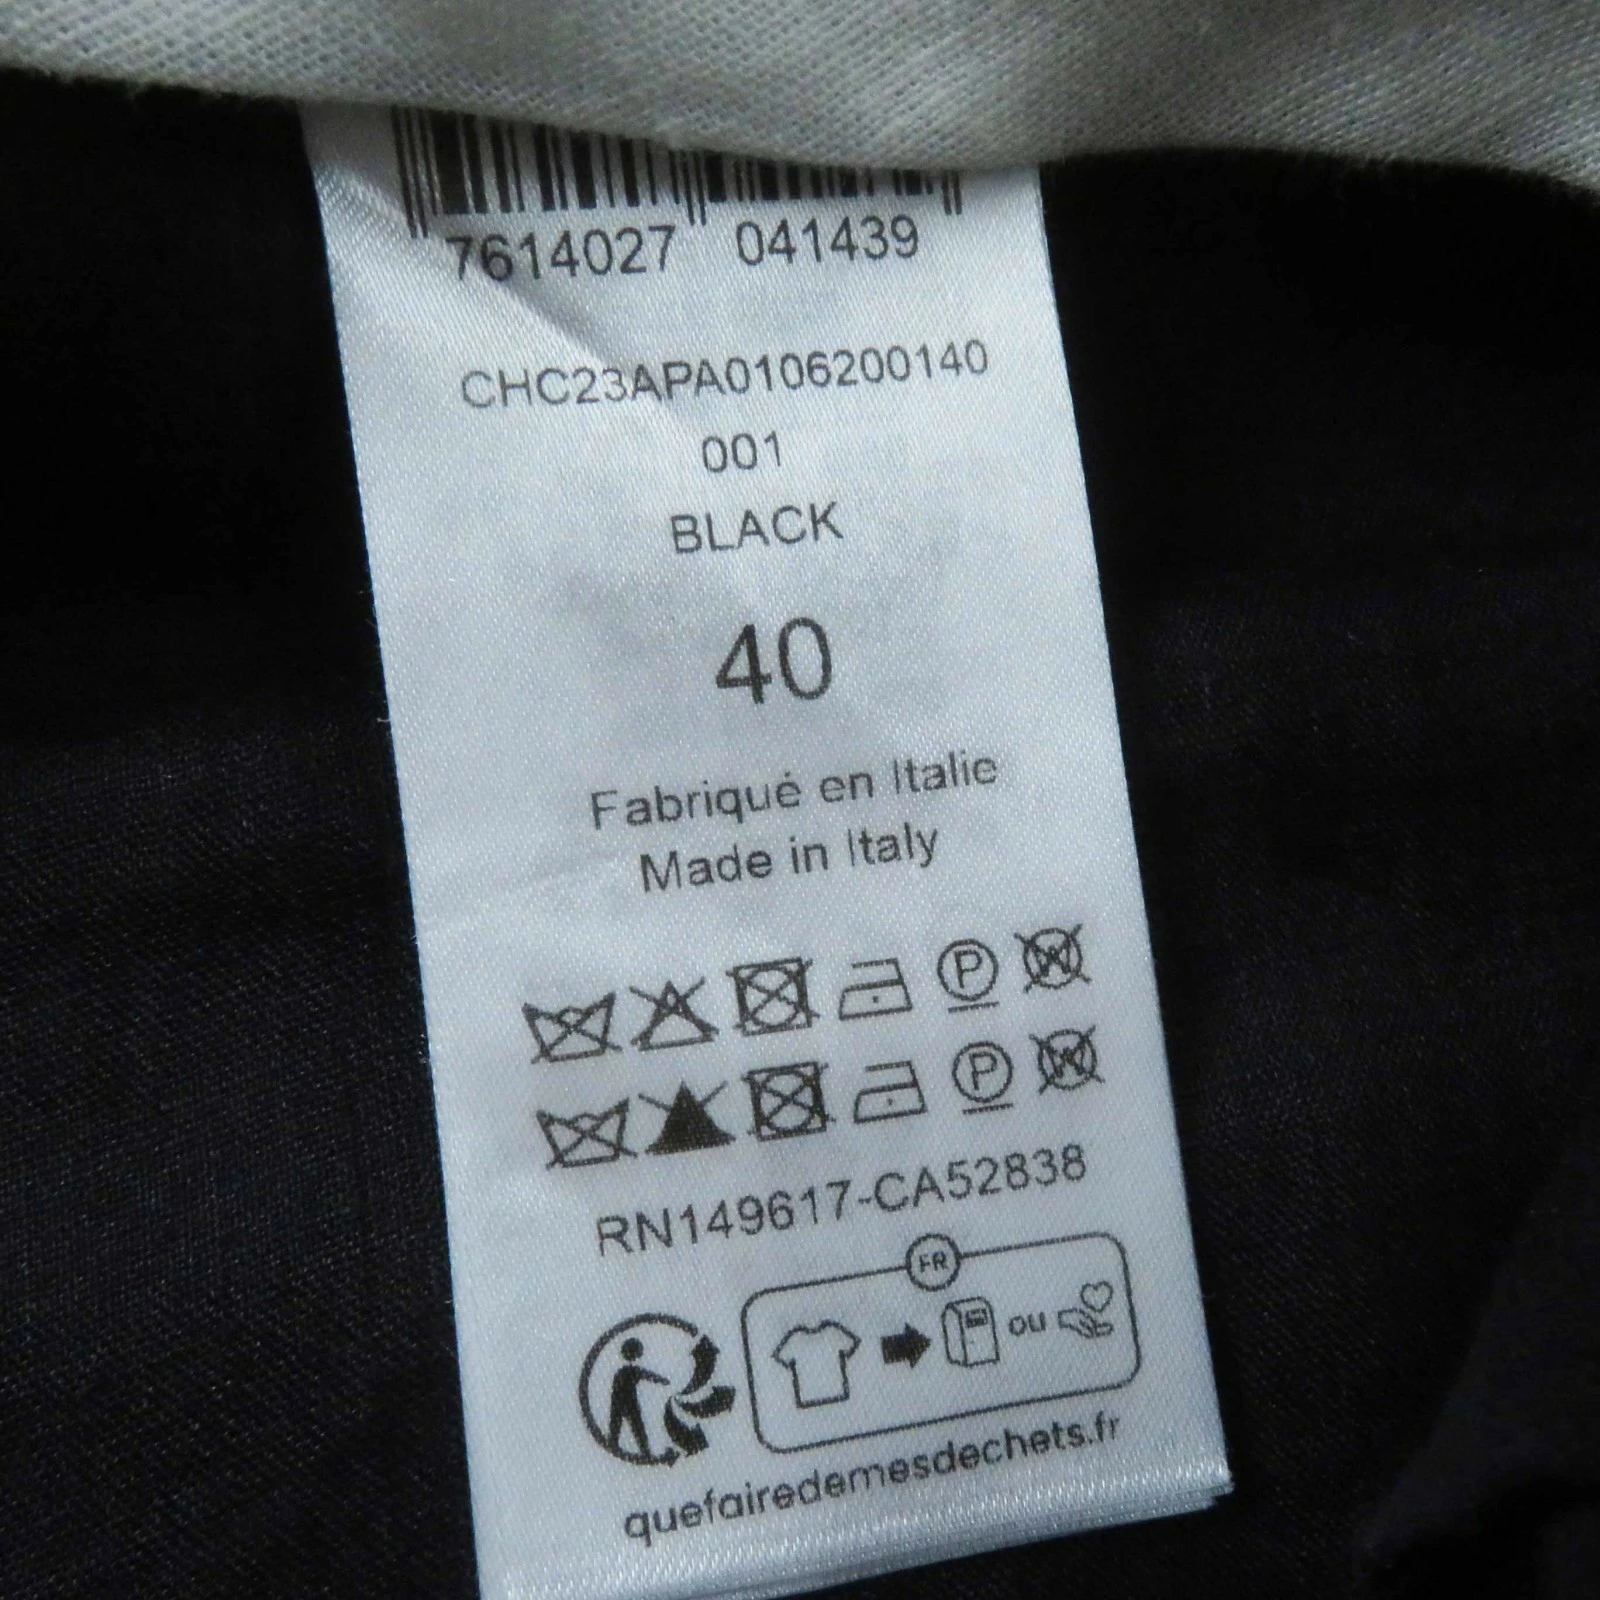 7614027 041439
CHC23APA0106200140
001
BLACK
40
Fabriqué en Italie
Made in Italy
P W
P W
RN149617-CA52838
FR
ou
quefairedemesdechets.fr